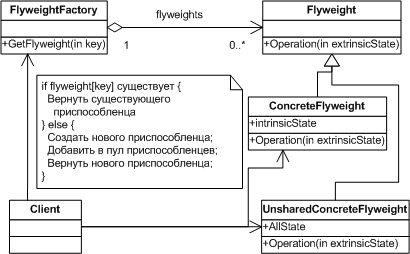 FlyweightFactory
+GetFlyweight(in key)
flyweights
1
0..*
Flyweight
+Operation(in extrinsicState)
if flyweight[key] существует {
Вернуть существующего
приспособленца
} else {
Создать нового приспособленца;
Добавить в пул приспособленцев;
Вернуть нового приспособленца;
}
ConcreteFlyweight
+intrinsicState
+Operation(in extrinsicState)
Client
UnsharedConcreteFlyweight
+AllState
+Operation(in extrinsicState)